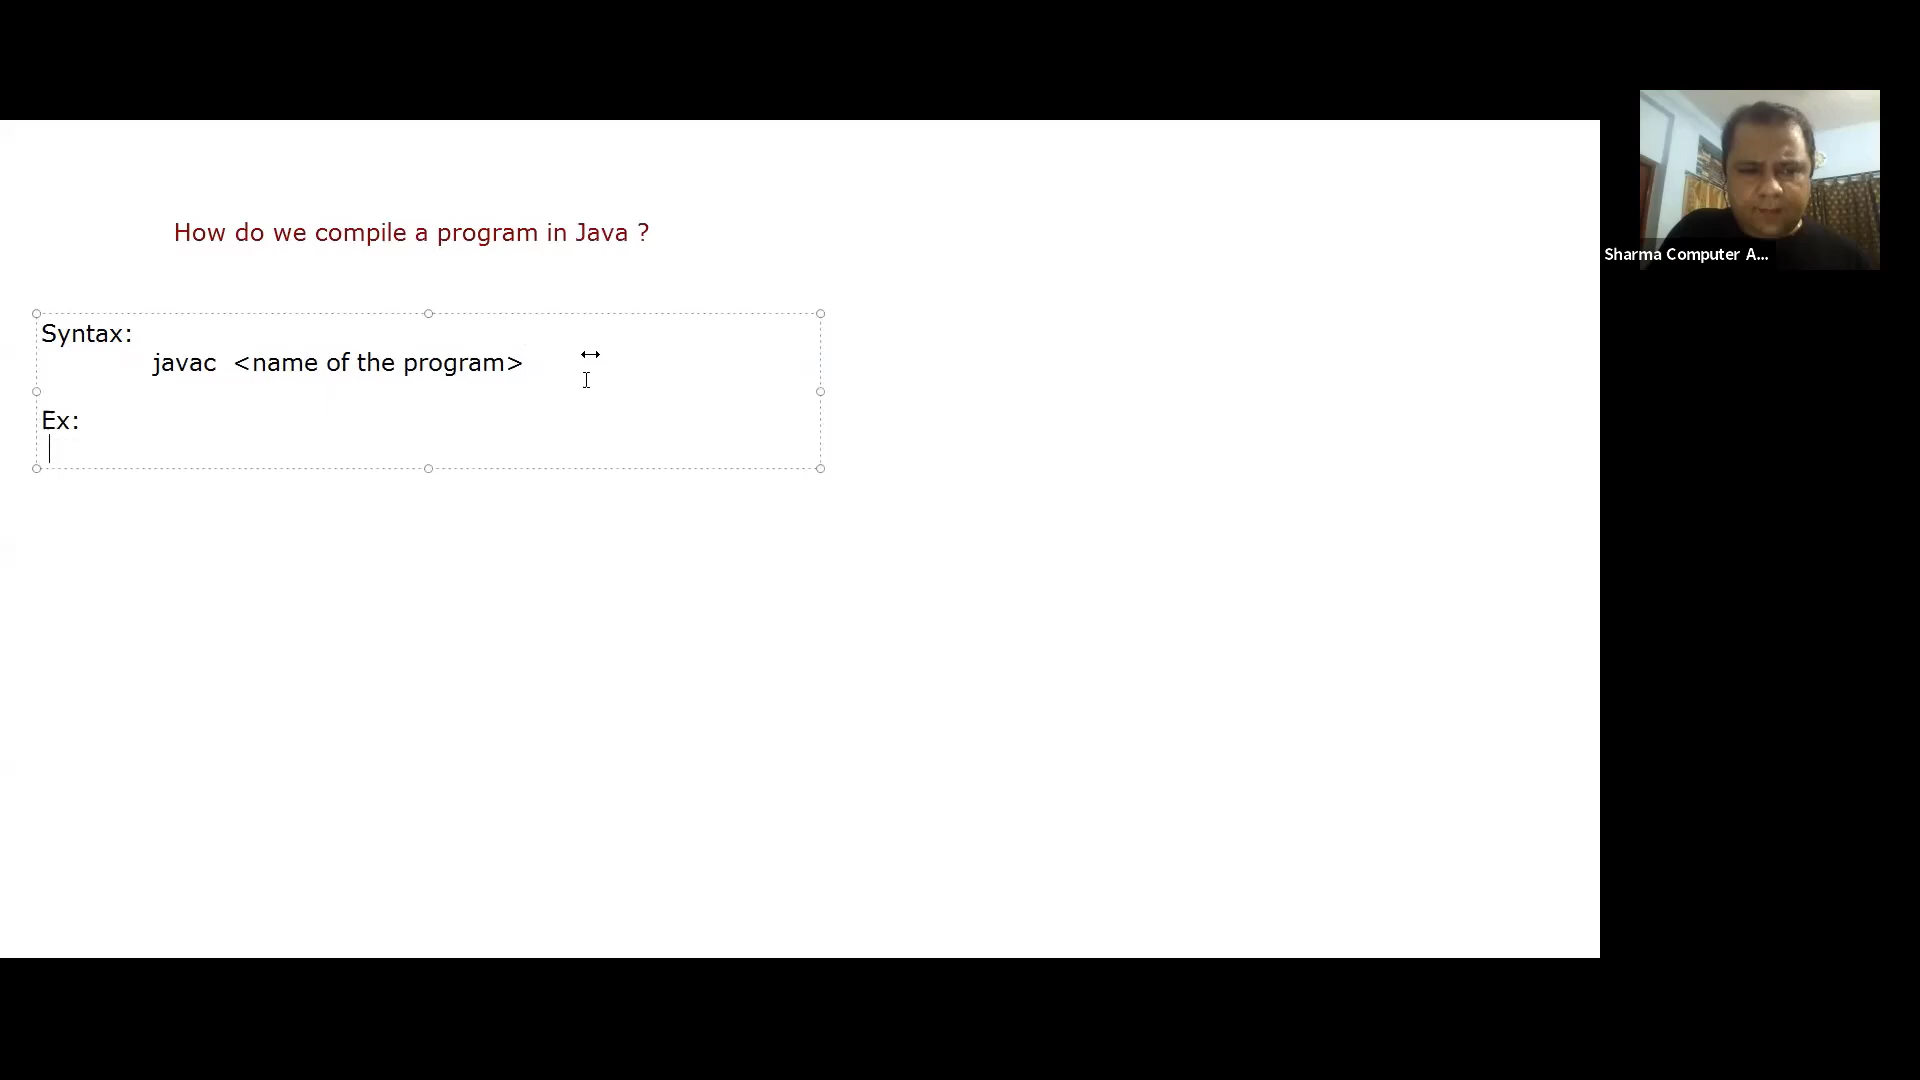 How do we compile a program in Java ?
Syntax:
javac <name of the program>
Ex:
Sharma Computer A...